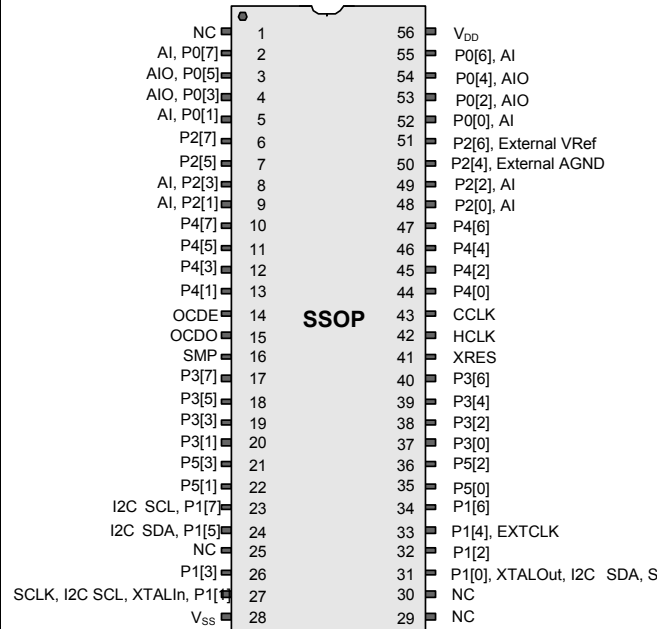 NC 1 56 VDD
AI, P0[7] 2 55 P0[6], AI
AIO, P0[5] 3 54 P0[4], AIO
AIO, P0[3] 4 53 P0[2], AIO
AI, P0[1] 5 52 P0[0], AI
P2[7] 6 51 P2[6], External VRef
P2[5] 7 50 P2[4], External AGND
AI, P2[3] 8 49 P2[2], AI
AI, P2[1] 9 48 P2[0], AI
P4[7] 10 47 P4[6]
P4[5] 11 46 P4[4]
P4[3] 12 45 P4[2]
P4[1] 13 44 P4[0]
OCDE 14 SSOP 43 CCLK
OCDO 15 42 HCLK
SMP 16 41 XRES
P3[7] 17 40 P3[6]
P3[5] 18 39 P3[4]
P3[3] 19 38 P3[2]
P3[1] 20 37 P3[0]
P5[3] 21 36 P5[2]
P5[1] 22 35 P5[0]
I2C SCL, P1[7] 23 34 P1[6]
I2C SDA, P1[5] 24 33 P1[4], EXTCLK
NC 25 32 P1[2]
P1[3] 26 31 P1[0], XTALOut, I2C SDA, S
SCLK, I2C SCL, XTALIn, P1[1] 27 30 NC
VSS 28 29 NC